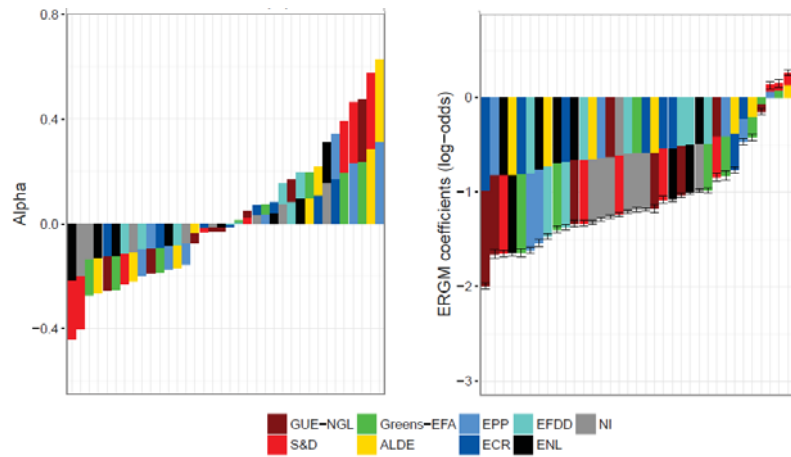 0.8
0.4
0.0
−0.4
Alpha
0
−1
−2
−3
ERGM coefficients (log−odds)
GUE−NGL
Greens−EFA
EPP
EFDD
NI
S&D
ALDE
ECR
ENL